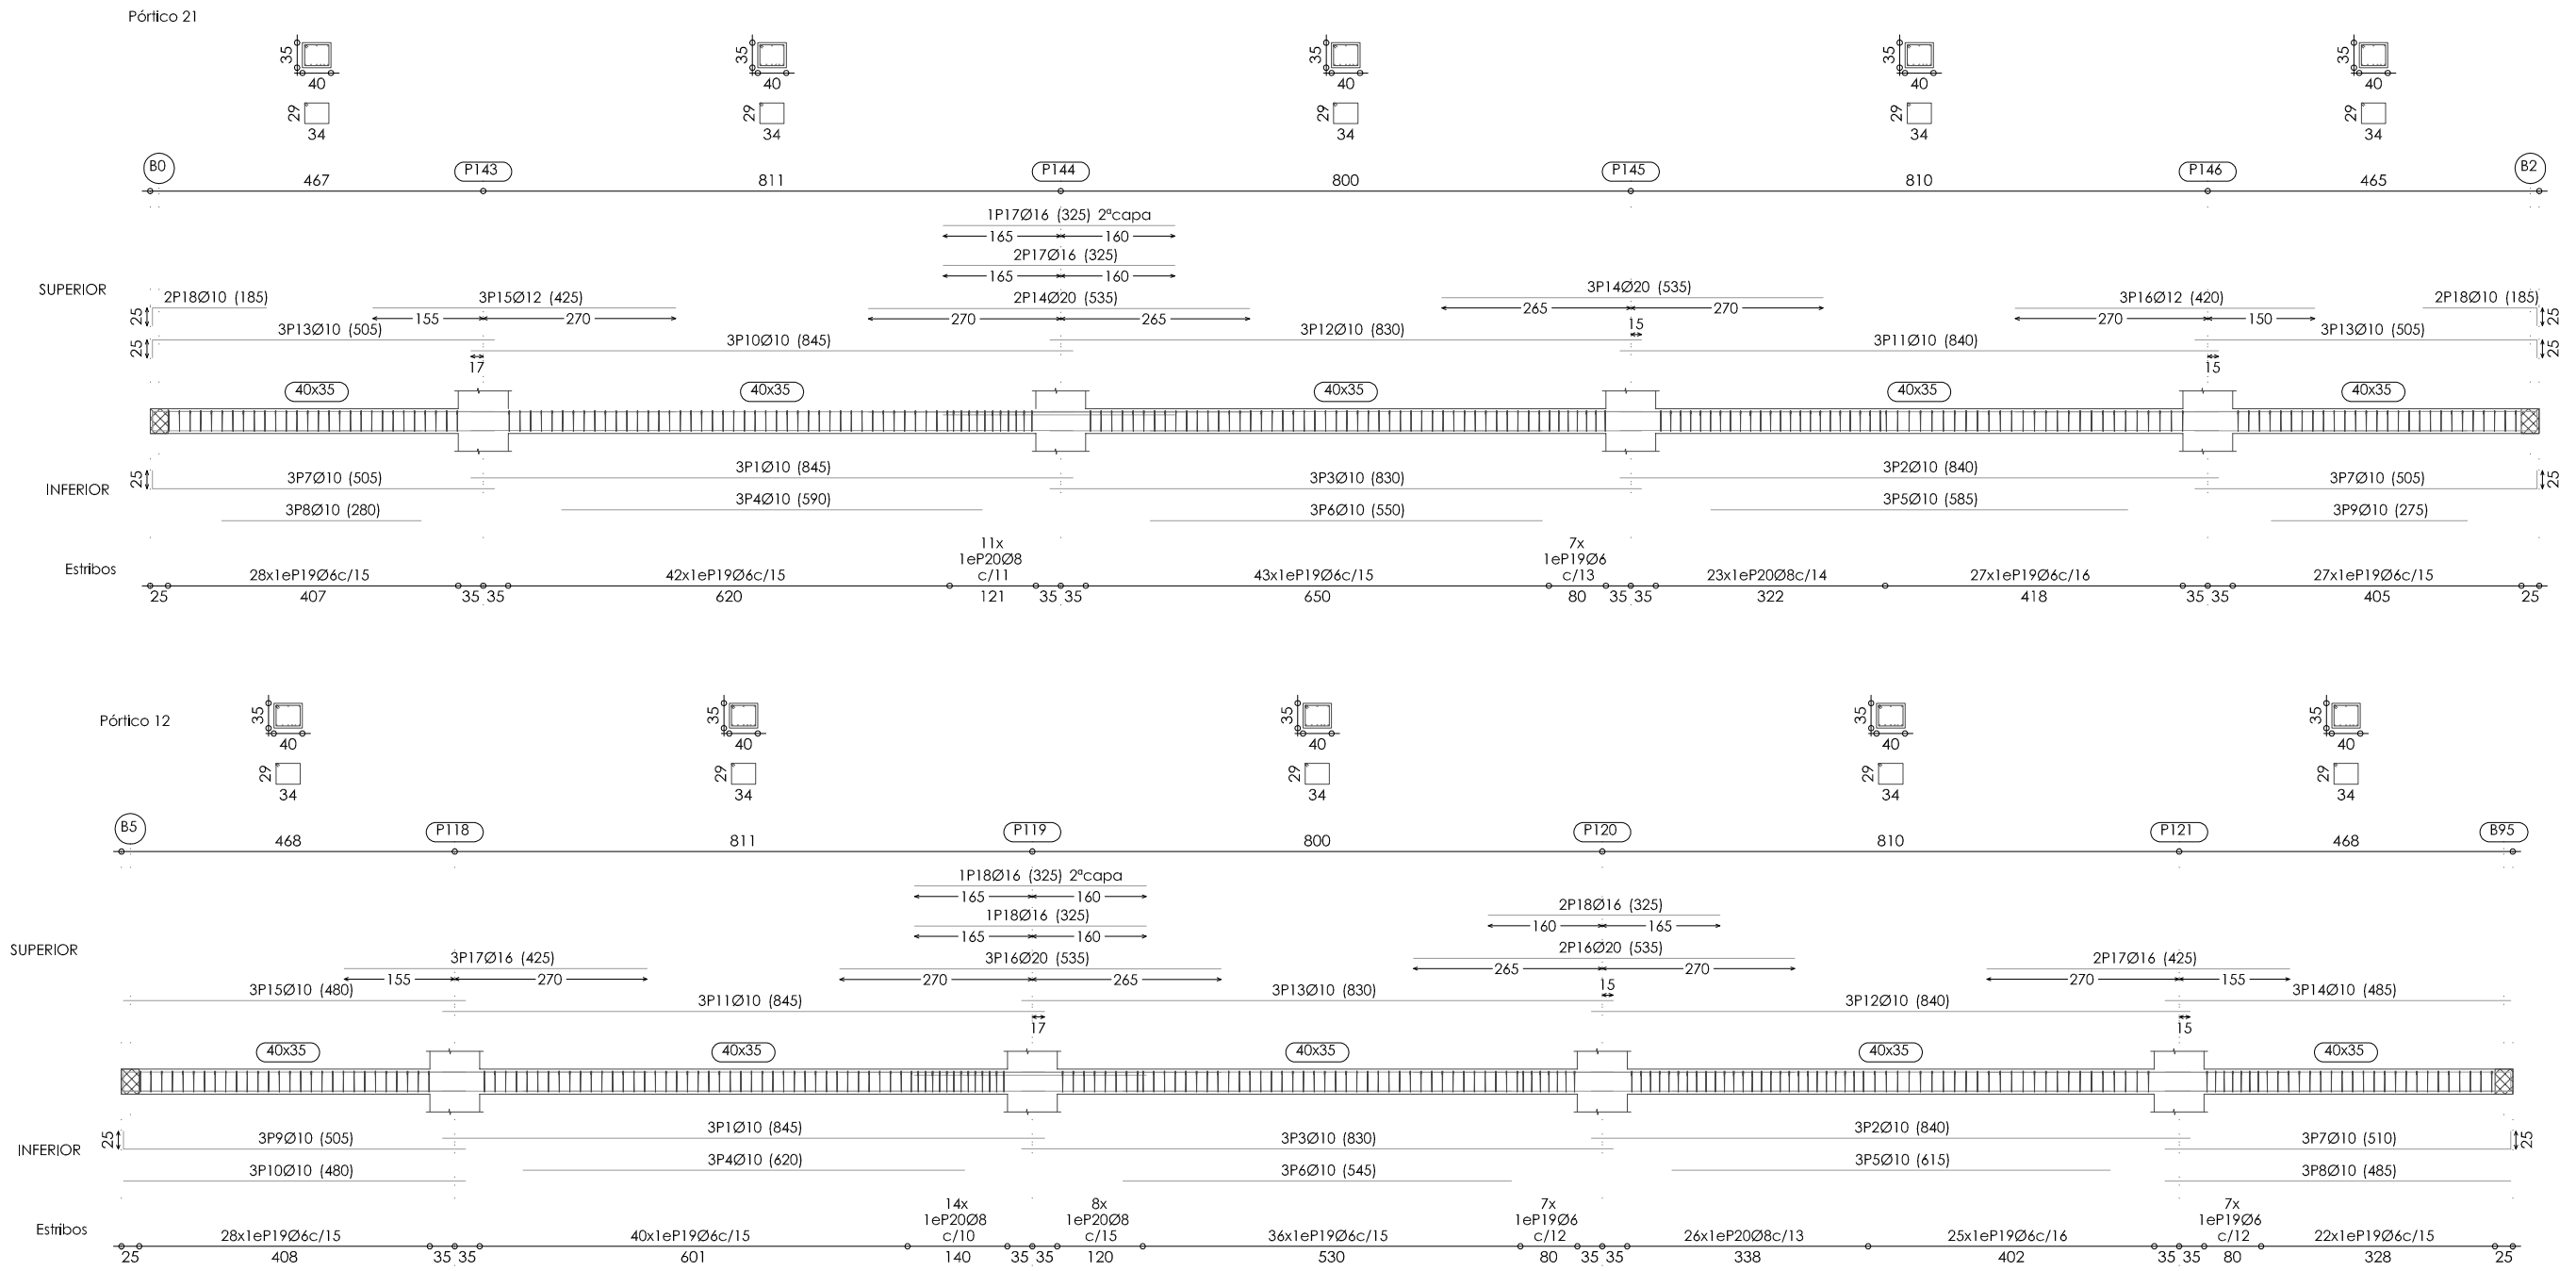 Pórtico 21
35 35 35 35 35
40 40 40 40 40
29 29 29 29 29
34 34 34 34 34
B0 P143 P144 P145 P146 B2
467 811 800 810 465
1P17Ø16 (325) 2ªcapa
165 160
2P17Ø16 (325)
165 160
SUPERIOR
2P18Ø10 (185) 3P15Ø12 (425) 2P14Ø20 (535) 3P14Ø20 (535) 3P16Ø12 (420) 2P18Ø10 (185)
25 155 270 270 265 265 270 270 150 25
3P13Ø10 (505) 3P10Ø10 (845) 3P12Ø10 (830) 15 3P11Ø10 (840) 3P13Ø10 (505)
25 17 15 25
40x35 40x35 40x35 40x35 40x35
INFERIOR
25 3P7Ø10 (505) 3P1Ø10 (845) 3P3Ø10 (830) 3P2Ø10 (840) 3P7Ø10 (505) 25
3P8Ø10 (280) 3P4Ø10 (590) 3P6Ø10 (550) 3P5Ø10 (585) 3P9Ø10 (275)
11x 7x
1eP20Ø8 1eP19Ø6
Estribos 28x1eP19Ø6c/15 42x1eP19Ø6c/15 c/11 43x1eP19Ø6c/15 c/13 23x1eP20Ø8c/14 27x1eP19Ø6c/16 27x1eP19Ø6c/15
25 407 35 35 620 121 35 35 650 80 35 35 322 418 35 35 405 25
Pórtico 12
35 35 35 35 35
40 40 40 40 40
29 29 29 29 29
34 34 34 34 34
B5 P118 P119 P120 P121 B95
468 811 800 810 468
1P18Ø16 (325) 2ªcapa
165 160
1P18Ø16 (325) 2P18Ø16 (325)
165 160 160 165
SUPERIOR
3P17Ø16 (425) 3P16Ø20 (535) 2P16Ø20 (535) 2P17Ø16 (425)
155 270 270 265 265 270 270 155
3P15Ø10 (480) 3P11Ø10 (845) 3P13Ø10 (830) 15 3P12Ø10 (840) 3P14Ø10 (485)
17 15
40x35 40x35 40x35 40x35 40x35
INFERIOR
25 3P9Ø10 (505) 3P1Ø10 (845) 3P3Ø10 (830) 3P2Ø10 (840) 3P7Ø10 (510) 25
3P10Ø10 (480) 3P4Ø10 (620) 3P6Ø10 (545) 3P5Ø10 (615) 3P8Ø10 (485)
14x 8x 7x 7x
1eP20Ø8 1eP20Ø8 1eP19Ø6 1eP19Ø6
Estribos 28x1eP19Ø6c/15 40x1eP19Ø6c/15 c/10 c/15 36x1eP19Ø6c/15 c/12 26x1eP20Ø8c/13 25x1eP19Ø6c/16 c/12 22x1eP19Ø6c/15
25 408 35 35 601 140 35 35 120 530 80 35 35 338 402 35 35 80 328 25